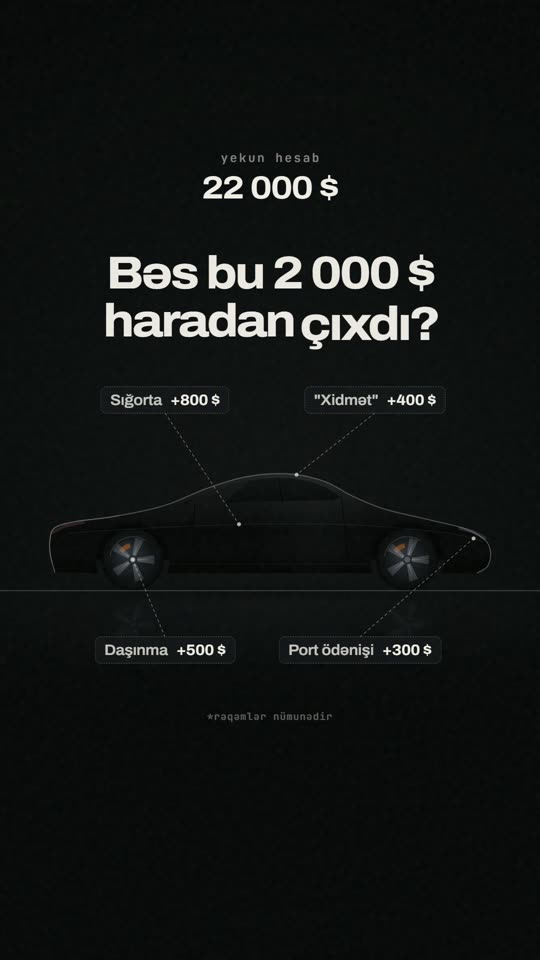 yekun hesab
22 000 $
Bəs bu 2 000 $
haradan çıxdı?
Sığorta +800 $
"Xidmət" +400 $
Daşınma +500 $
Port ödənişi +300 $
*rəqəmlər nümunədir